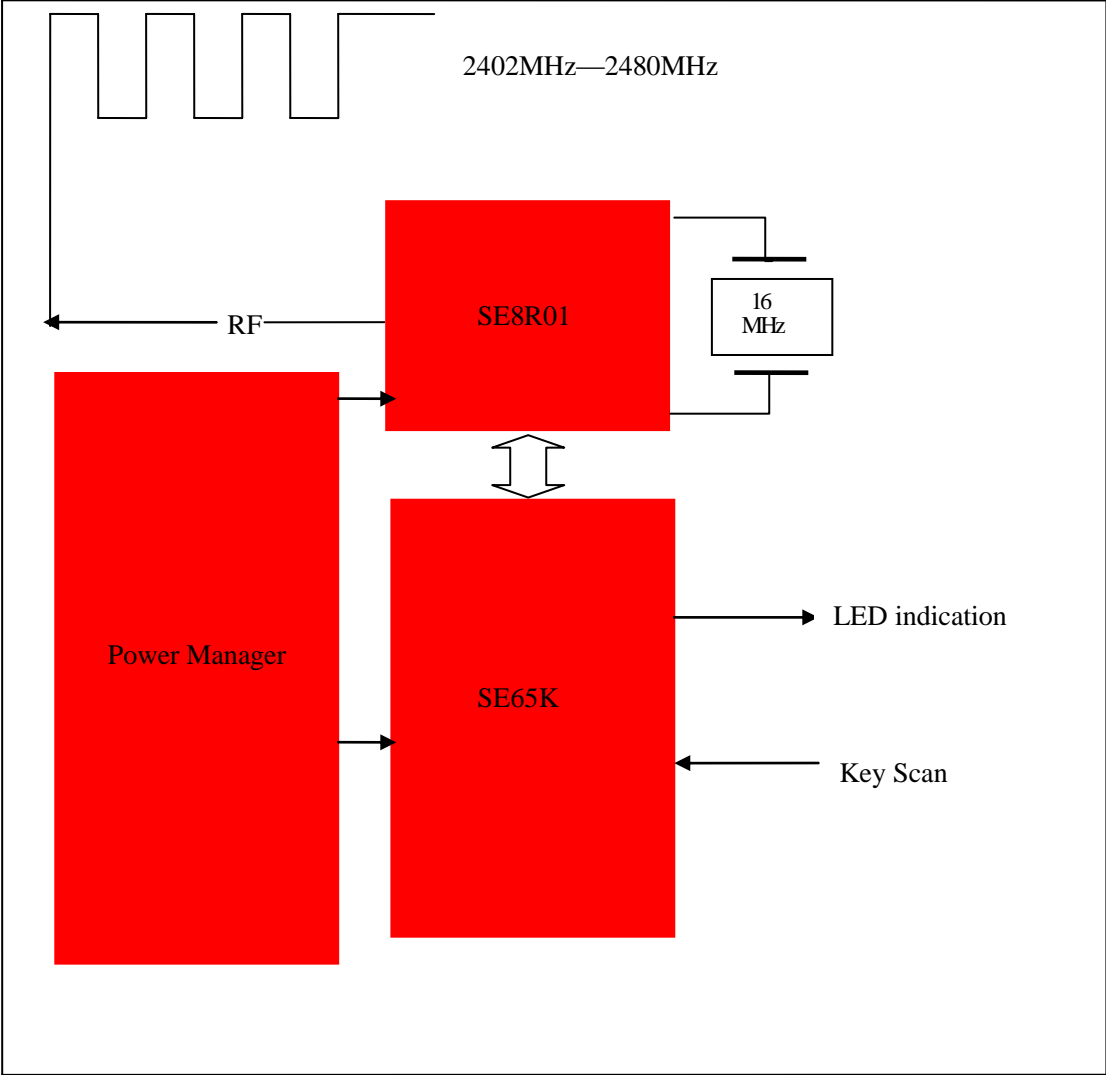 2402MHz—2480MHz
SE8R01
16
MHz
RF
Power Manager
SE65K
LED indication
Key Scan